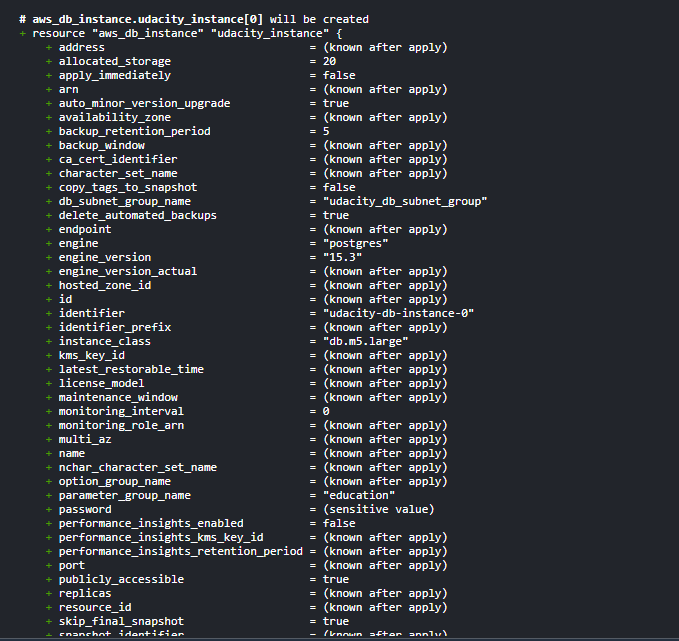 # aws_db_instance.udacity_instance[0] will be created
+ resource "aws_db_instance" "udacity_instance" {
+ address = (known after apply)
+ allocated_storage = 20
+ apply_immediately = false
+ arn = (known after apply)
+ auto_minor_version_upgrade = true
+ availability_zone = (known after apply)
+ backup_retention_period = 5
+ backup_window = (known after apply)
+ ca_cert_identifier = (known after apply)
+ character_set_name = (known after apply)
+ copy_tags_to_snapshot = false
+ db_subnet_group_name = "udacity_db_subnet_group"
+ delete_automated_backups = true
+ endpoint = (known after apply)
+ engine = "postgres"
+ engine_version = "15.3"
+ engine_version_actual = (known after apply)
+ hosted_zone_id = (known after apply)
+ id = (known after apply)
+ identifier = "udacity-db-instance-0"
+ identifier_prefix = (known after apply)
+ instance_class = "db.m5.large"
+ kms_key_id = (known after apply)
+ latest_restorable_time = (known after apply)
+ license_model = (known after apply)
+ maintenance_window = (known after apply)
+ monitoring_interval = 0
+ monitoring_role_arn = (known after apply)
+ multi_az = (known after apply)
+ name = (known after apply)
+ nchar_character_set_name = (known after apply)
+ option_group_name = (known after apply)
+ parameter_group_name = "education"
+ password = (sensitive value)
+ performance_insights_enabled = false
+ performance_insights_kms_key_id = (known after apply)
+ performance_insights_retention_period = (known after apply)
+ port = (known after apply)
+ publicly_accessible = true
+ replicas = (known after apply)
+ resource_id = (known after apply)
+ skip_final_snapshot = true
+ snapshot_identifier = (known after apply)